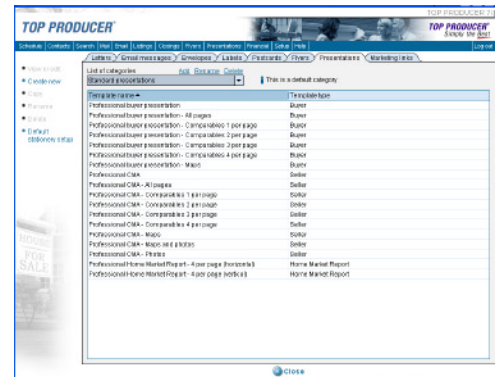 TOP PRODUCER 7i
TOP PRODUCER®
TOP PRODUCER®
Simply the Best
Schedule Contacts Search Mail Email Listings Closings Flyers Presentations Financial Setup Help Logout
Letters Email messages Envelopes Labels Postcards Flyers Presentations Marketing links
View or edit
Create new
Copy
Rename
Delete
Default
stationery setup
List of categories Add Rename Delete
Standard presentations This is a default category
Template name Template type
Professional buyer presentation Buyer
Professional buyer presentation - All pages Buyer
Professional buyer presentation - Comparables 1 per page Buyer
Professional buyer presentation - Comparables 2 per page Buyer
Professional buyer presentation - Comparables 3 per page Buyer
Professional buyer presentation - Comparables 4 per page Buyer
Professional buyer presentation - Maps Buyer
Professional CMA Seller
Professional CMA - All pages Seller
Professional CMA - Comparables 1 per page Seller
Professional CMA - Comparables 2 per page Seller
Professional CMA - Comparables 3 per page Seller
Professional CMA - Comparables 4 per page Seller
Professional CMA - Maps Seller
Professional CMA - Maps and photos Seller
Professional CMA - Photos Seller
Professional Home Market Report - 4 per page (horizontal) Home Market Report
Professional Home Market Report - 4 per page (vertical) Home Market Report
HOUSE
FOR
SALE
Close